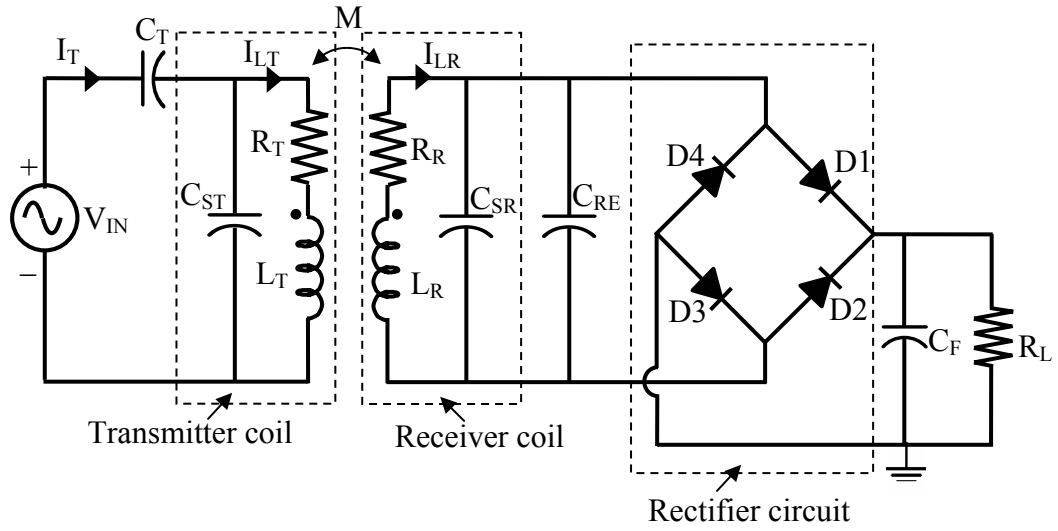 M
C_T
I_T
I_LT
I_LR
R_T
R_R
D4
D1
+
V_IN
−
C_ST
C_SR
C_RE
L_T
L_R
D3
D2
C_F
R_L
Transmitter coil
Receiver coil
Rectifier circuit